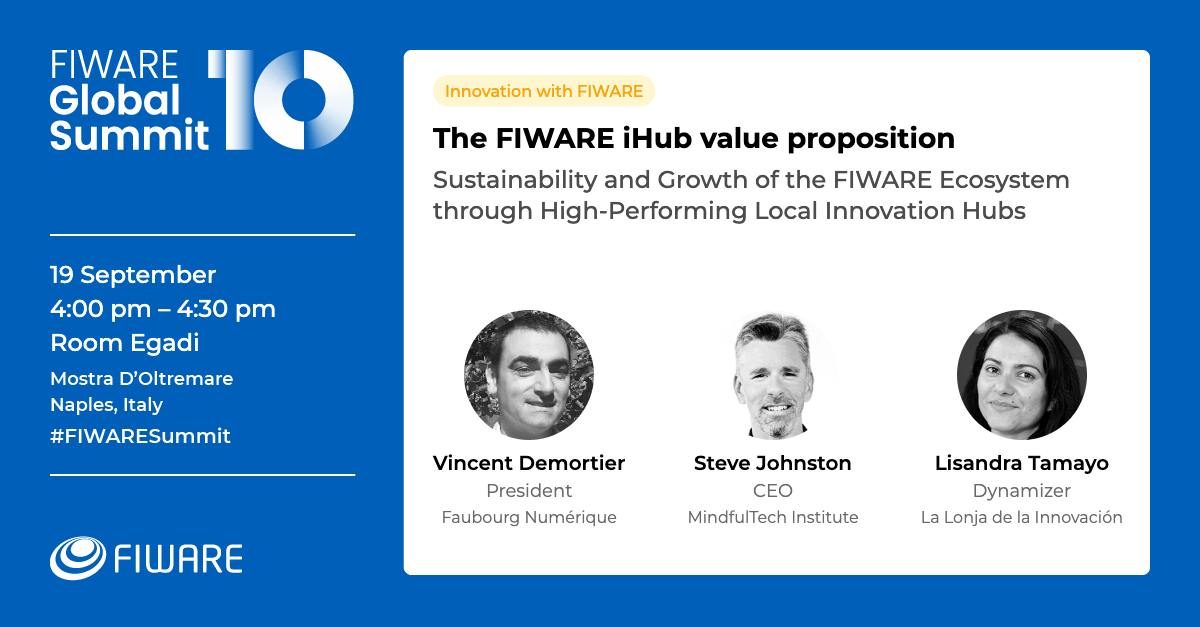 FIWARE
Global
Summit
10
19 September
4:00 pm – 4:30 pm
Room Egadi
Mostra D’Oltremare
Naples, Italy
#FIWARESummit
FIWARE
Innovation with FIWARE
The FIWARE iHub value proposition
Sustainability and Growth of the FIWARE Ecosystem
through High-Performing Local Innovation Hubs
Vincent Demortier
President
Faubourg Numérique
Steve Johnston
CEO
MindfulTech Institute
Lisandra Tamayo
Dynamizer
La Lonja de la Innovación